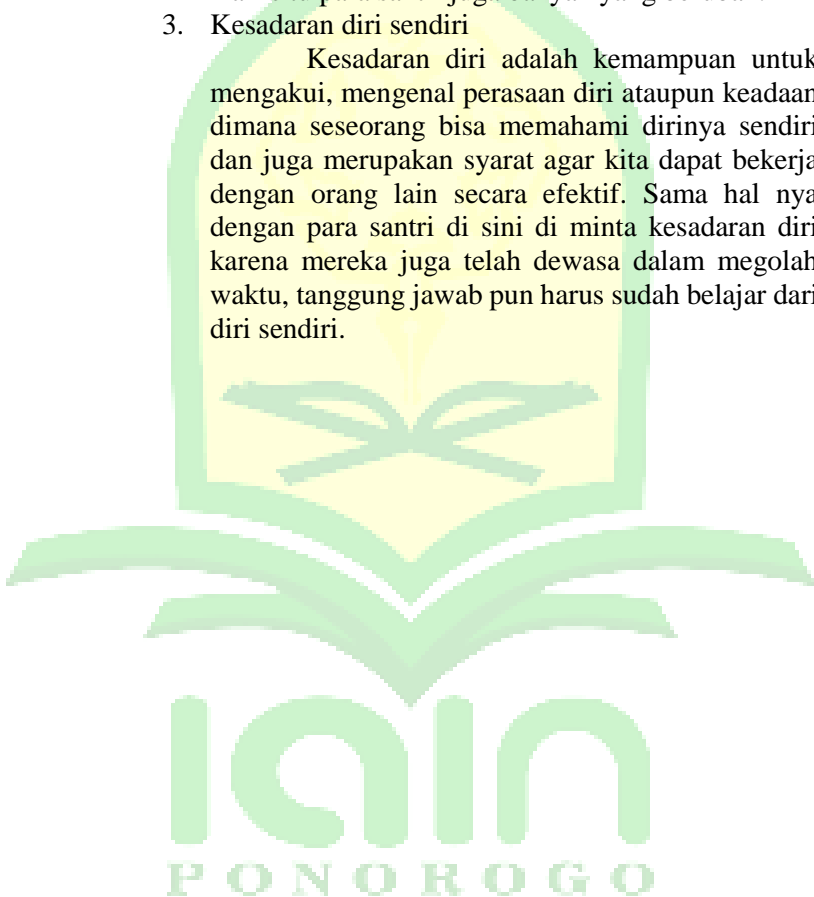 3. Kesadaran diri sendiri
Kesadaran diri adalah kemampuan untuk
mengakui, mengenal perasaan diri ataupun keadaan
dimana seseorang bisa memahami dirinya sendiri
dan juga merupakan syarat agar kita dapat bekerja
dengan orang lain secara efektif. Sama hal nya
dengan para santri di sini di minta kesadaran diri
karena mereka juga telah dewasa dalam megolah
waktu, tanggung jawab pun harus sudah belajar dari
diri sendiri.
iain
PONOROGO